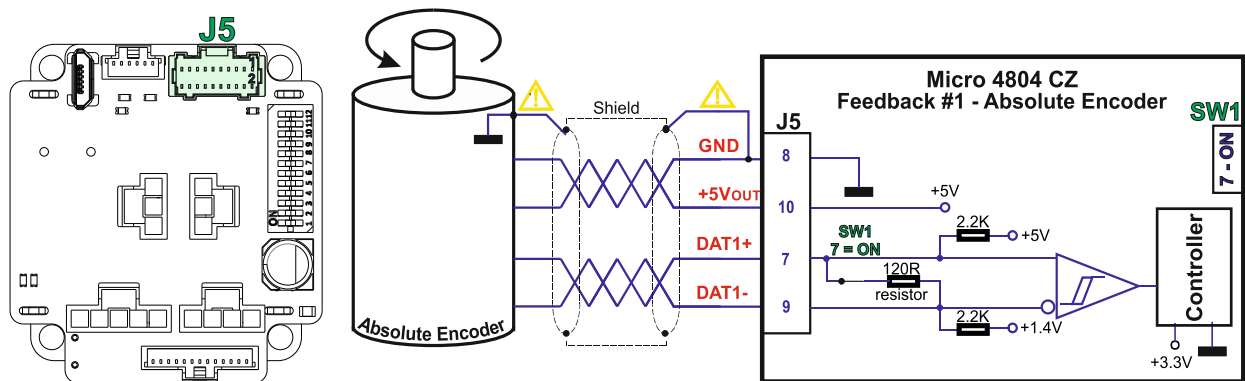 J5
1
2
1 2 3 4 5 6 7 8 9 10 11 12
ON
Absolute Encoder
Shield
GND
+5VOUT
DAT1+
DAT1-
Micro 4804 CZ
Feedback #1 - Absolute Encoder
SW1
7 - ON
J5
8
10
7
9
+5V
SW1
7 = ON
2.2K
+5V
120R
resistor
2.2K
+1.4V
Controller
+3.3V